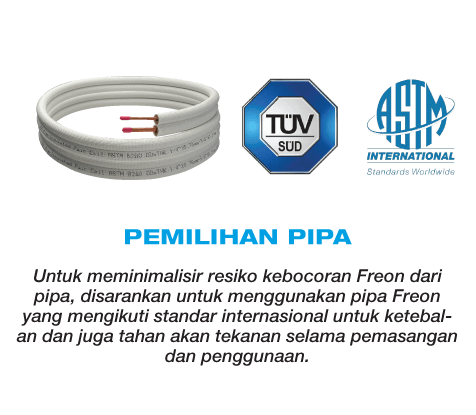 TÜV
SÜD
ASTM
INTERNATIONAL
Standards Worldwide
PEMILIHAN PIPA
Untuk meminimalisir resiko kebocoran Freon dari
pipa, disarankan untuk menggunakan pipa Freon
yang mengikuti standar internasional untuk ketebal-
an dan juga tahan akan tekanan selama pemasangan
dan penggunaan.